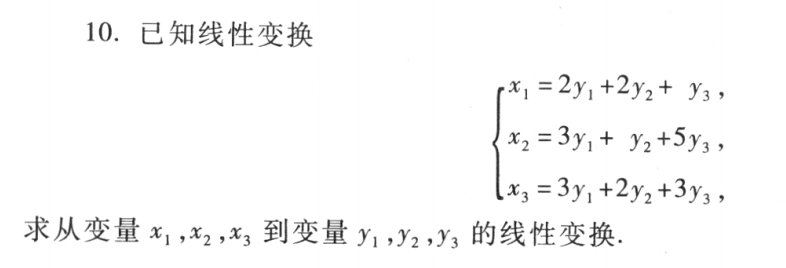 10. 已知线性变换
x₁ = 2y₁ +2y₂ + y₃ ,
x₂ = 3y₁ + y₂ +5y₃ ,
x₃ = 3y₁ +2y₂ +3y₃ ,
求从变量 x₁ ,x₂ ,x₃ 到变量 y₁ ,y₂ ,y₃ 的线性变换.